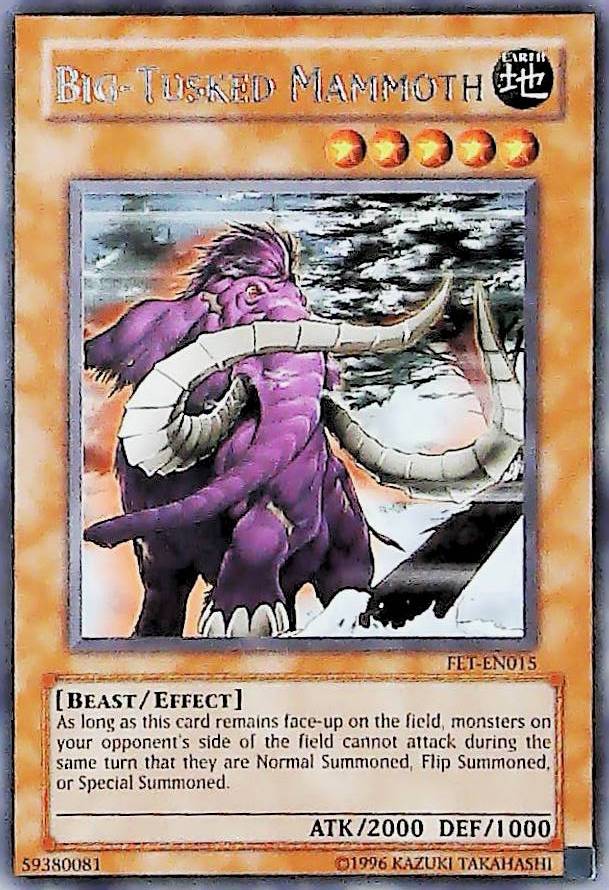 Big-Tusked Mammoth
EARTH
地
FET-EN015
[Beast/Effect]
As long as this card remains face-up on the field, monsters on
your opponent's side of the field cannot attack during the
same turn that they are Normal Summoned, Flip Summoned,
or Special Summoned.
ATK/2000 DEF/1000
59380081
©1996 KAZUKI TAKAHASHI